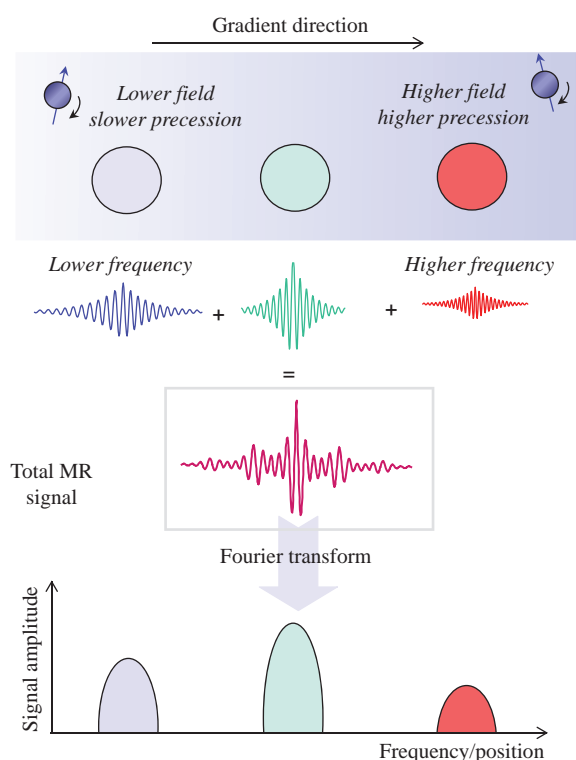 Gradient direction
Lower field
slower precession
Higher field
higher precession
Lower frequency
Higher frequency
+
+
=
Total MR
signal
Fourier transform
Signal amplitude
Frequency/position